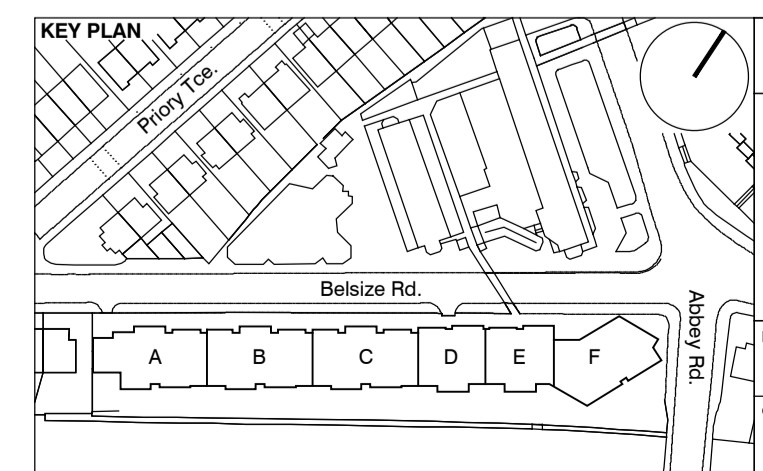 KEY PLAN
Priory Tce.
Belsize Rd.
Abbey Rd.
A B C D E F